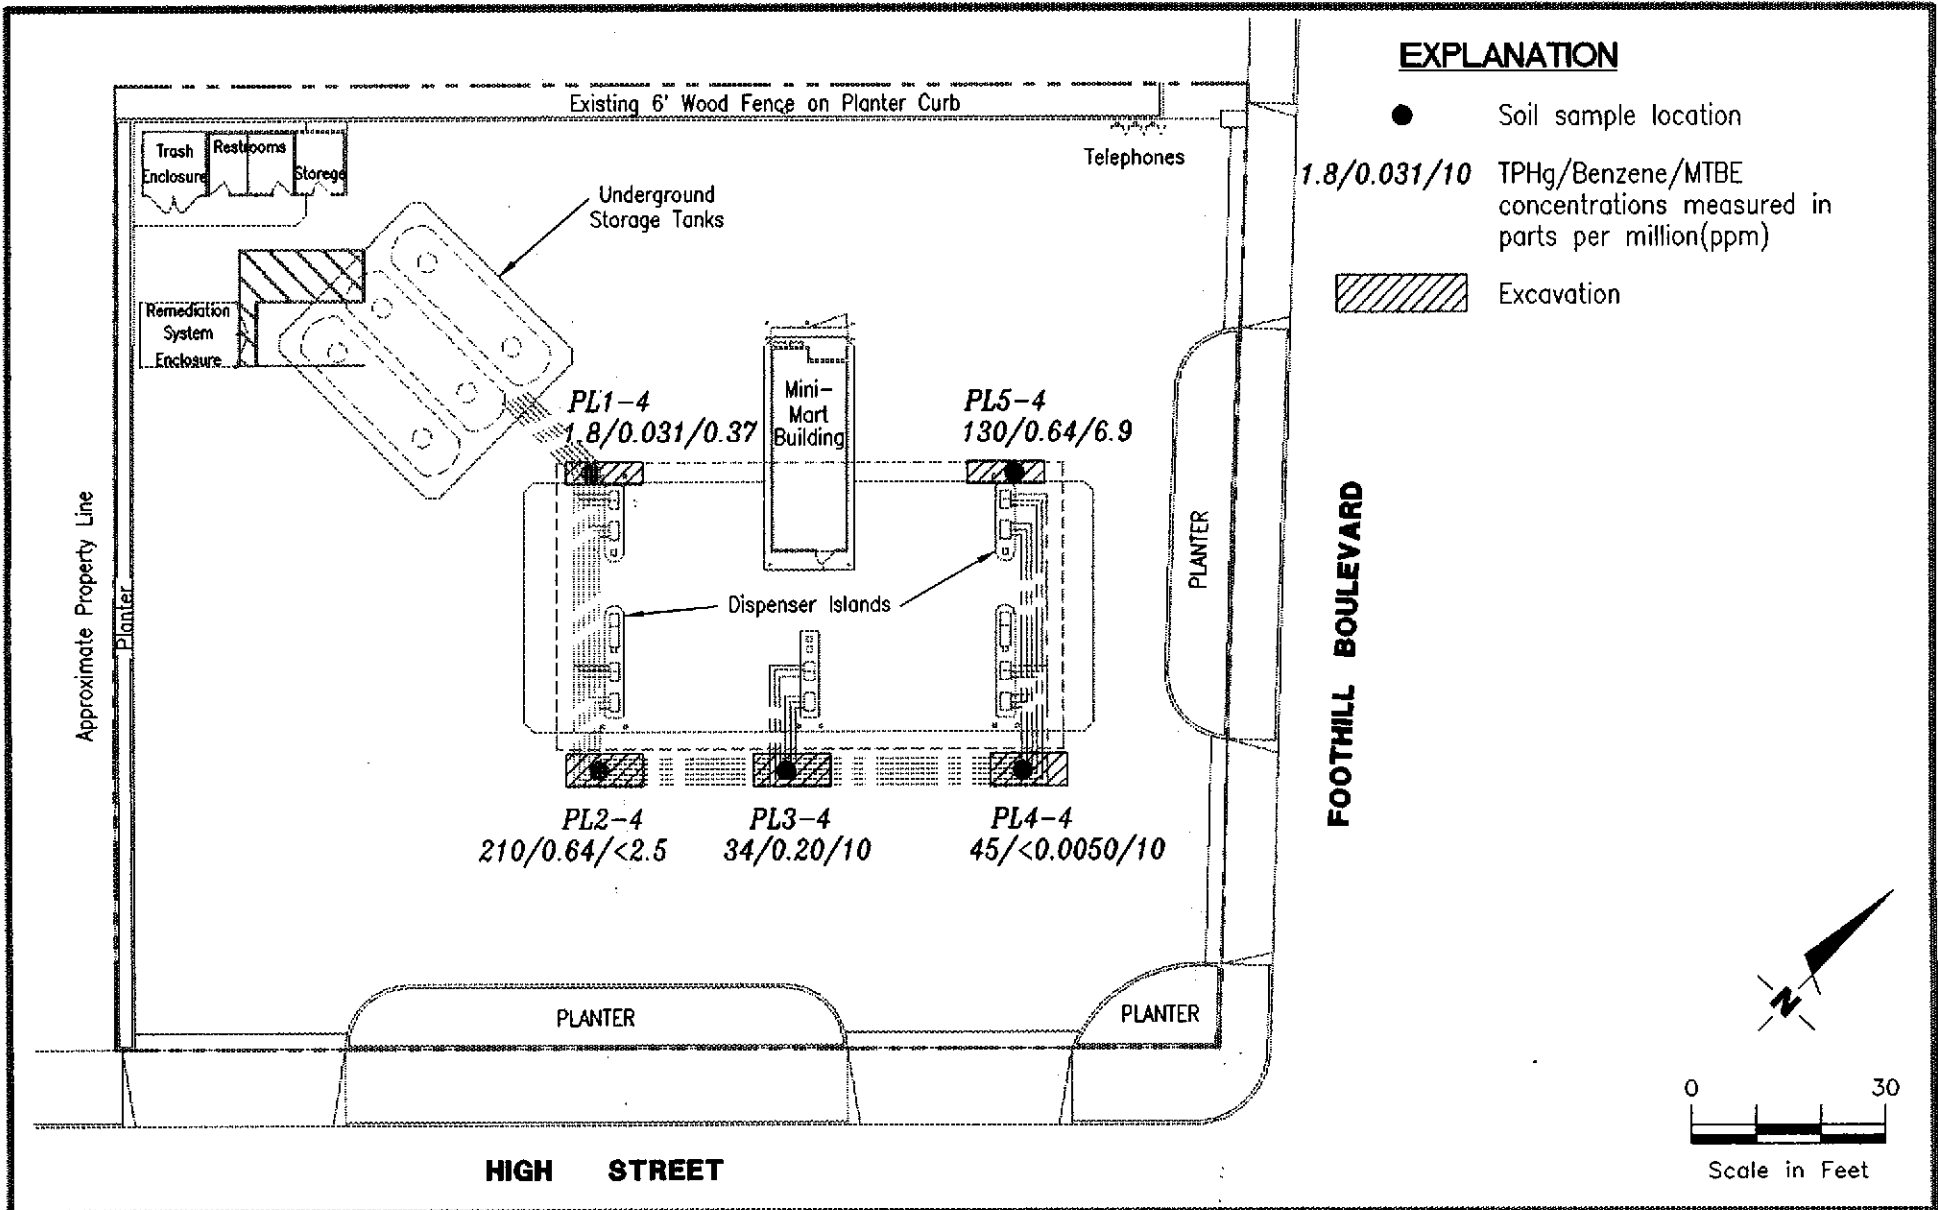 EXPLANATION
Soil sample location
1.8/0.031/10 TPHg/Benzene/MTBE
concentrations measured in
parts per million(ppm)
Excavation
Existing 6' Wood Fence on Planter Curb
Trash
Enclosure
Restrooms
Storege
Telephones
Underground
Storage Tanks
Remediation
System
Enclosure
Mini-
Mart
Building
PL1-4
1.8/0.031/0.37
PL5-4
130/0.64/6.9
Approximate Property Line
Planter
Dispenser Islands
PLANTER
FOOTHILL BOULEVARD
PL2-4
210/0.64/<2.5
PL3-4
34/0.20/10
PL4-4
45/<0.0050/10
PLANTER
PLANTER
N
0 30
Scale in Feet
HIGH STREET